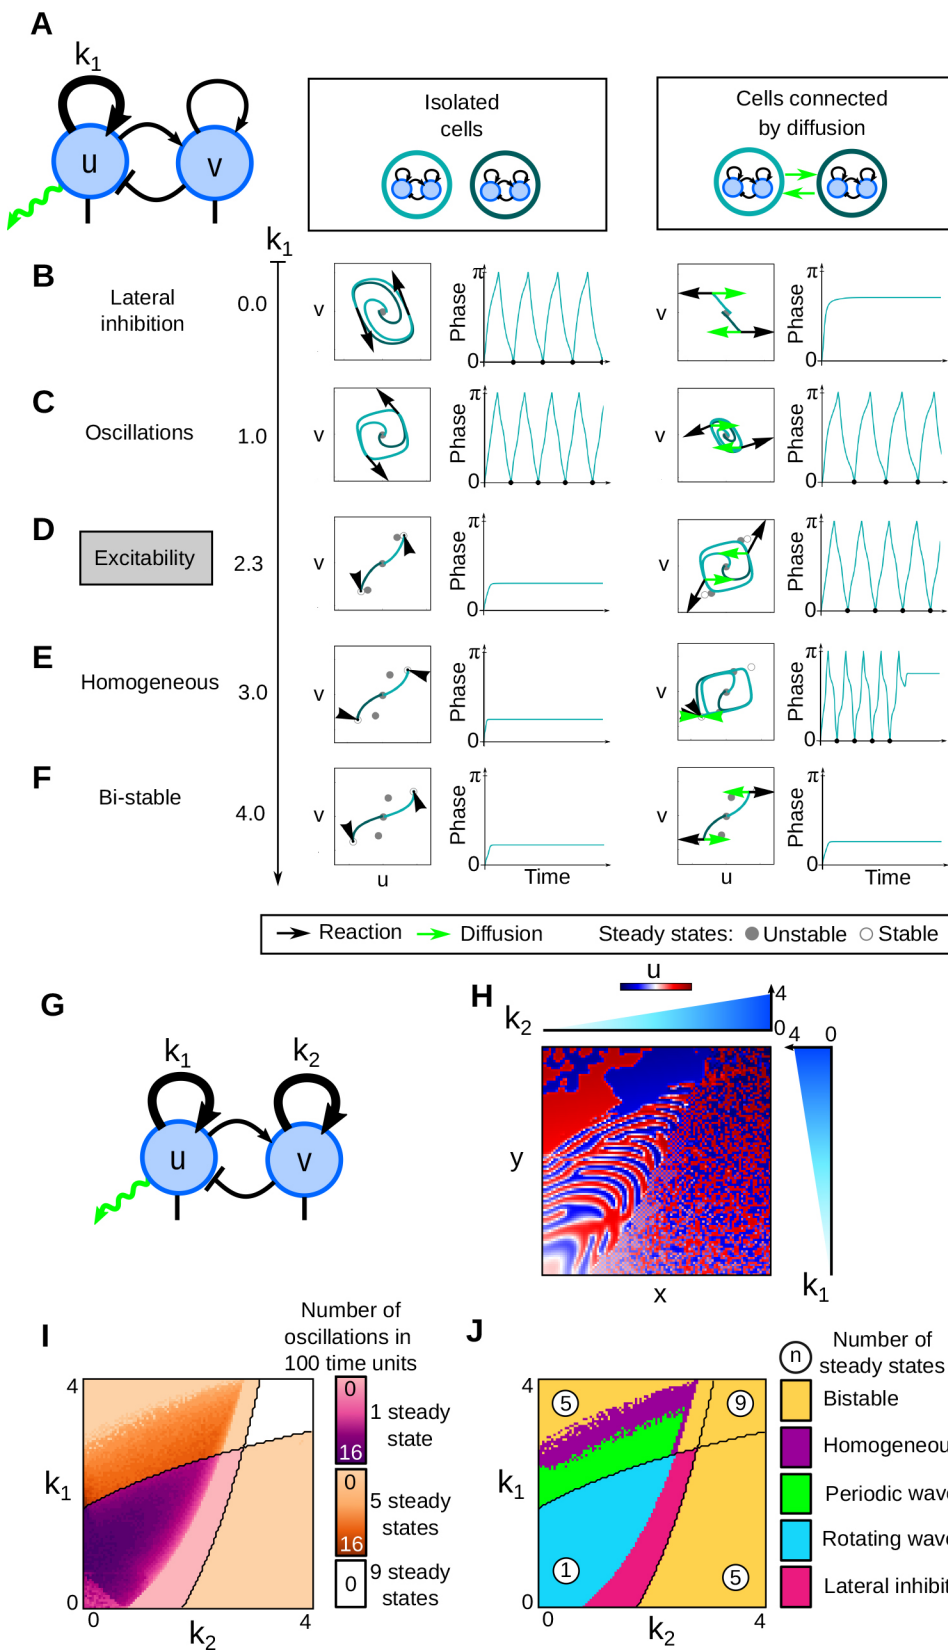 A
k1
u
v
Isolated
cells
Cells connected
by diffusion
k1
B
Lateral
inhibition
0.0
v
Phase
π
0
v
Phase
π
0
C
Oscillations
1.0
v
Phase
π
0
v
Phase
π
0
D
Excitability
2.3
v
Phase
π
0
v
Phase
π
0
E
Homogeneous
3.0
v
Phase
π
0
v
Phase
π
0
F
Bi-stable
4.0
v
Phase
π
0
v
Phase
π
0
u
Time
u
Time
Reaction
Diffusion
Steady states:
Unstable
Stable
G
k1
k2
u
v
H
u
k2
4
0
4
0
y
x
k1
I
Number of
oscillations in
100 time units
0
16
1 steady
state
0
16
5 steady
states
0
9 steady
states
4
k1
0
0
k2
4
J
n
Number of
steady states
Bistable
Homogeneou
Periodic wav
Rotating wav
Lateral inhibit
5
9
1
5
4
k1
0
0
k2
4